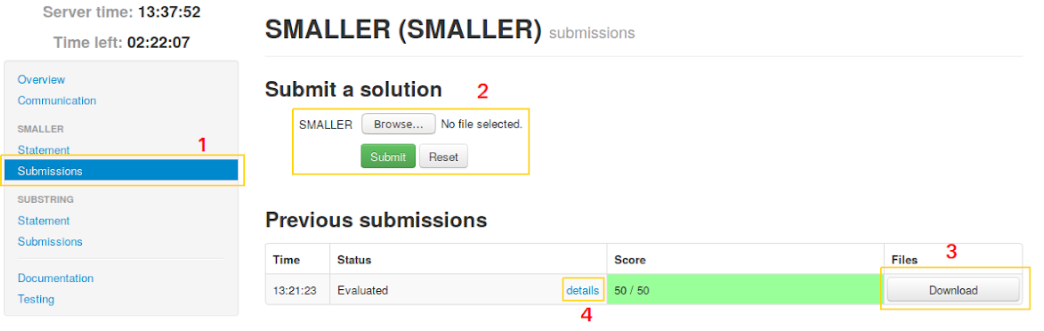 Server time: 13:37:52
Time left: 02:22:07
Overview
Communication
SMALLER
Statement
1
Submissions
SUBSTRING
Statement
Submissions
Documentation
Testing
SMALLER (SMALLER) submissions
Submit a solution
2
SMALLER Browse... No file selected.
Submit Reset
Previous submissions
3
Time Status Score Files
13:21:23 Evaluated details 50 / 50 Download
4